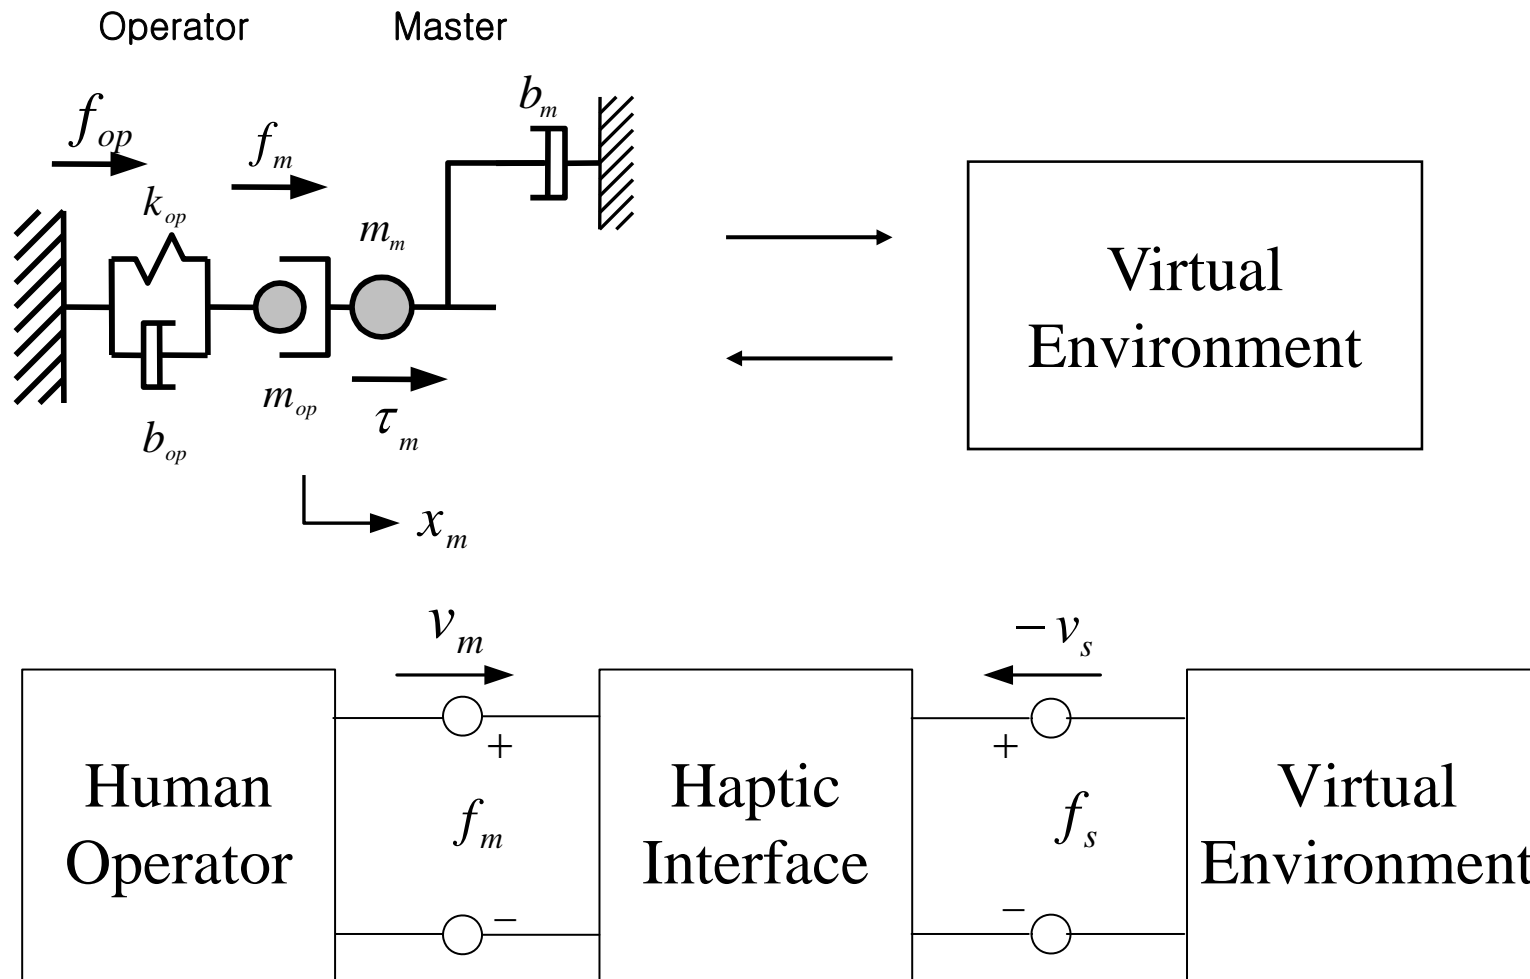 Operator Master
b_m
f_op
f_m
k_op
m_m
Virtual
Environment
m_op
τ_m
b_op
x_m
v_m
− v_s
+ +
Human
Operator
f_m
Haptic
Interface
f_s
Virtual
Environment
− −